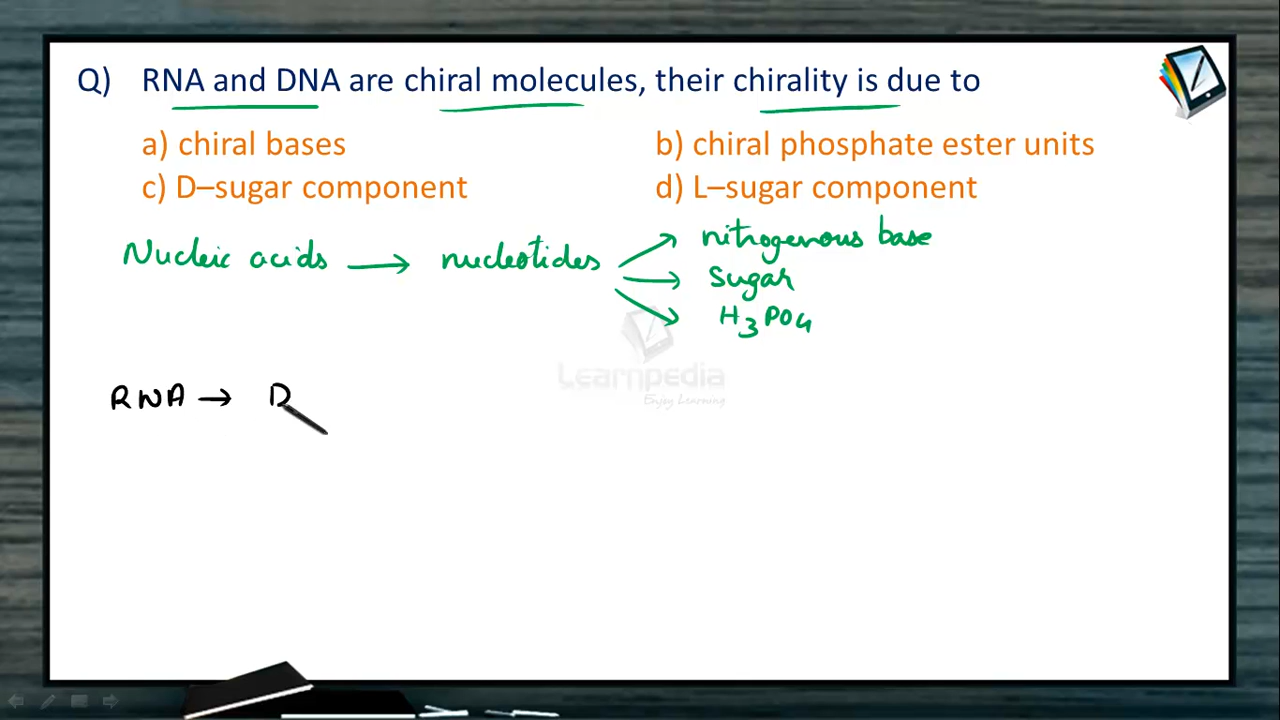 Q) RNA and DNA are chiral molecules, their chirality is due to
a) chiral bases b) chiral phosphate ester units
c) D–sugar component d) L–sugar component
Nucleic acids → nucleotides → nitrogenous base
→ sugar
→ H3PO4
Learnpedia
Enjoy Learning
RNA → D